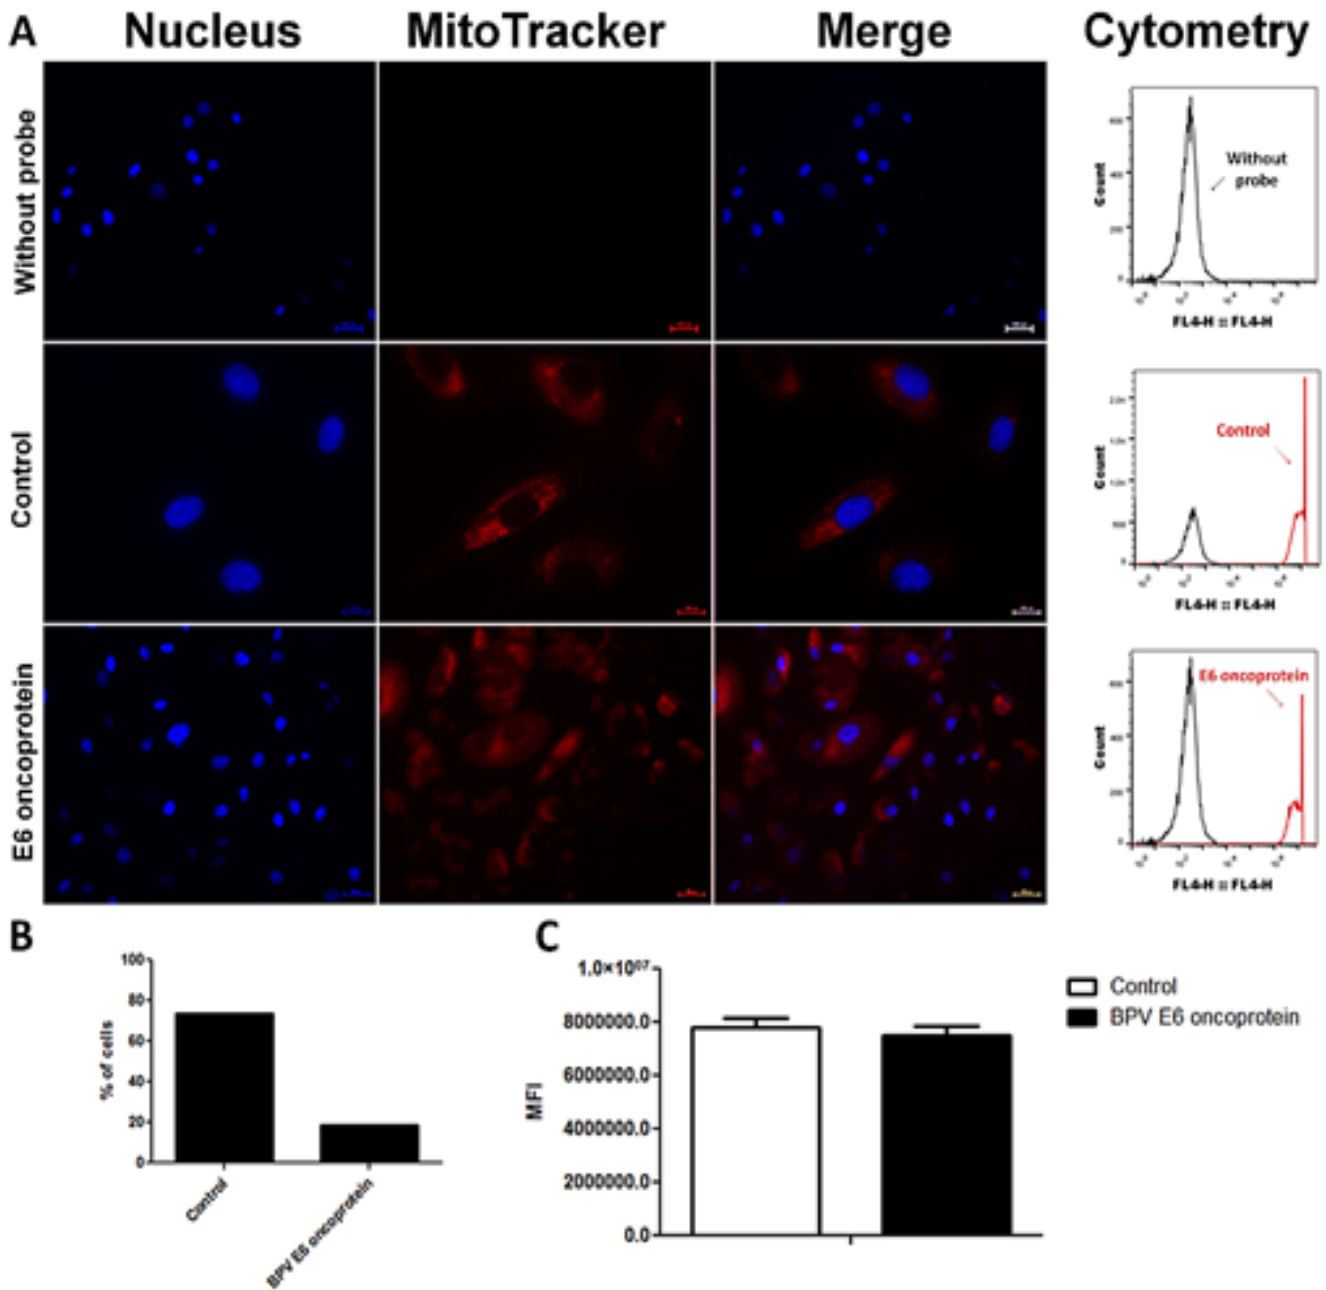 A
Nucleus
MitoTracker
Merge
Cytometry
Without probe
Count
Without
probe
FL4-H :: FL4-H
Control
Count
Control
FL4-H :: FL4-H
E6 oncoprotein
Count
E6 oncoprotein
FL4-H :: FL4-H
B
100
80
60
40
20
0
% of cells
Control
BPV E6 oncoprotein
C
1.0×10⁰⁷
8000000.0
6000000.0
4000000.0
2000000.0
0.0
MFI
Control
BPV E6 oncoprotein